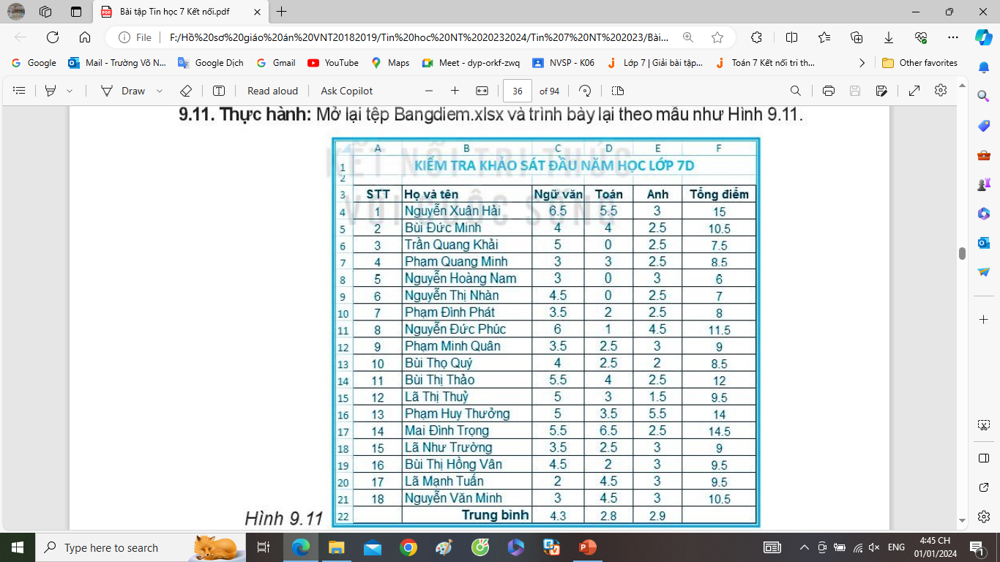 Bài tập Tin học 7 Kết nối.pdf
File
F:/Hồ%20sơ%20giáo%20án%20VNT20182019/Tin%20hoc%20NT%2020232024/Tin%207%20NT%202023/Bài...
Google
Mail - Trường Võ N...
Google Dịch
Gmail
YouTube
Maps
Meet - dyp-orkf-zwq
NVSP - K06
Lớp 7 | Giải bài tập...
Toán 7 Kết nối tri th...
Other favorites
Draw
Read aloud
Ask Copilot
36 of 94
9.11. Thực hành: Mở lại tệp Bangdiem.xlsx và trình bày lại theo mẫu như Hình 9.11.
KẾT NỐI TRI THỨC
VỚI CUỘC SỐNG
A B C D E F
1 KIỂM TRA KHẢO SÁT ĐẦU NĂM HỌC LỚP 7D
2
3 STT Họ và tên Ngữ văn Toán Anh Tổng điểm
4 1 Nguyễn Xuân Hải 6.5 5.5 3 15
5 2 Bùi Đức Minh 4 4 2.5 10.5
6 3 Trần Quang Khải 5 0 2.5 7.5
7 4 Phạm Quang Minh 3 3 2.5 8.5
8 5 Nguyễn Hoàng Nam 3 0 3 6
9 6 Nguyễn Thị Nhàn 4.5 0 2.5 7
10 7 Phạm Đình Phát 3.5 2 2.5 8
11 8 Nguyễn Đức Phúc 6 1 4.5 11.5
12 9 Phạm Minh Quân 3.5 2.5 3 9
13 10 Bùi Thọ Quý 4 2.5 2 8.5
14 11 Bùi Thị Thảo 5.5 4 2.5 12
15 12 Lã Thị Thuỷ 5 3 1.5 9.5
16 13 Phạm Huy Thưởng 5 3.5 5.5 14
17 14 Mai Đình Trọng 5.5 6.5 2.5 14.5
18 15 Lã Như Trường 3.5 2.5 3 9
19 16 Bùi Thị Hồng Vân 4.5 2 3 9.5
20 17 Lã Mạnh Tuấn 2 4.5 3 9.5
21 18 Nguyễn Văn Minh 3 4.5 3 10.5
22 Trung bình 4.3 2.8 2.9
Hình 9.11
Type here to search
ENG
4:45 CH
01/01/2024
1